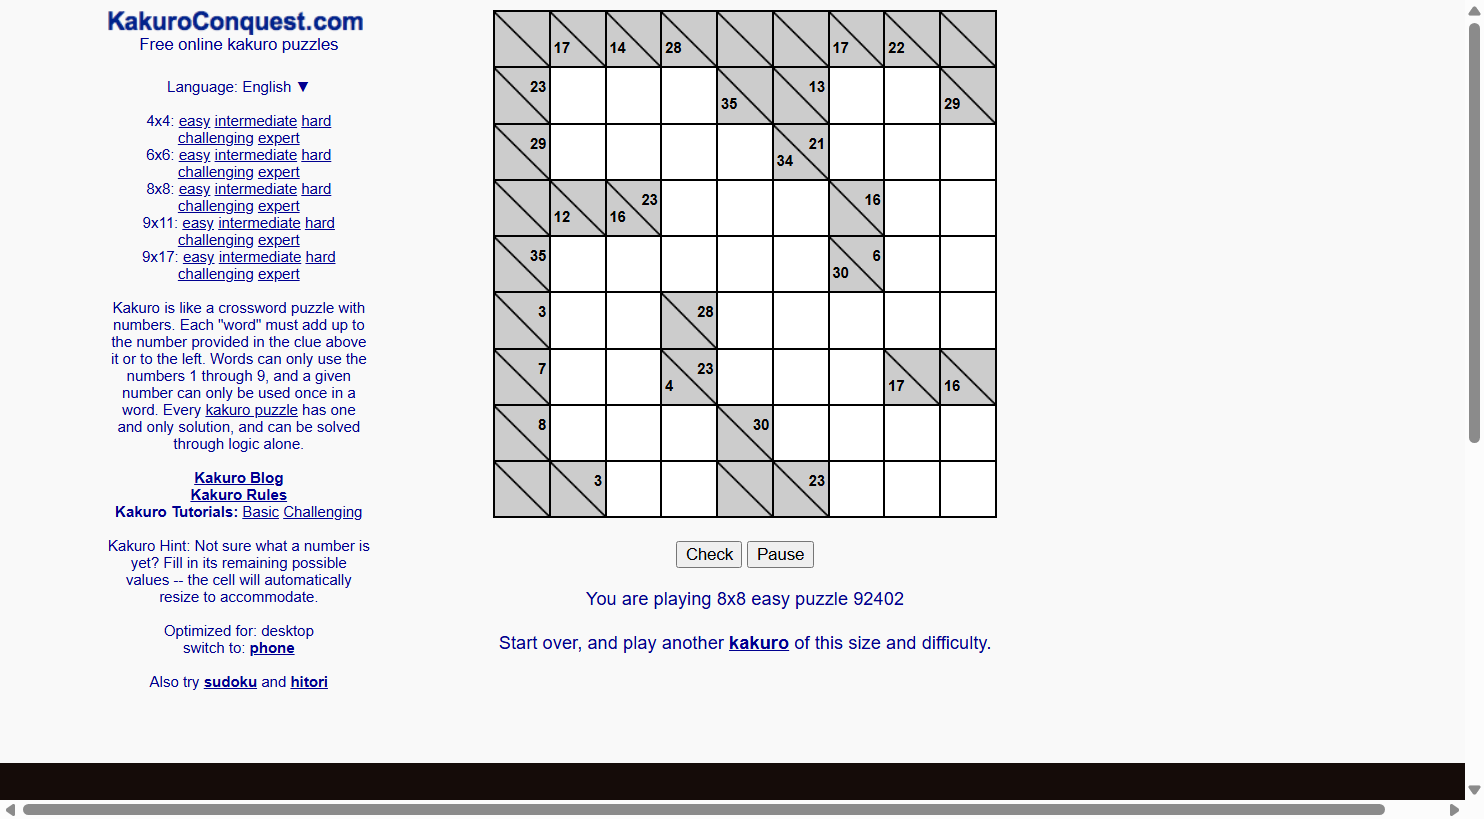 KakuroConquest.com
Free online kakuro puzzles
Language: English ▼
4x4: easy intermediate hard
challenging expert
6x6: easy intermediate hard
challenging expert
8x8: easy intermediate hard
challenging expert
9x11: easy intermediate hard
challenging expert
9x17: easy intermediate hard
challenging expert
Kakuro is like a crossword puzzle with
numbers. Each "word" must add up to
the number provided in the clue above
it or to the left. Words can only use the
numbers 1 through 9, and a given
number can only be used once in a
word. Every kakuro puzzle has one
and only solution, and can be solved
through logic alone.
Kakuro Blog
Kakuro Rules
Kakuro Tutorials: Basic Challenging
Kakuro Hint: Not sure what a number is
yet? Fill in its remaining possible
values -- the cell will automatically
resize to accommodate.
Optimized for: desktop
switch to: phone
Also try sudoku and hitori
17 14 28 17 22
23 35 13 29
29 34 21
12 16 23 16
35 30 6
3 28
7 4 23 17 16
8 30
3 23
Check Pause
You are playing 8x8 easy puzzle 92402
Start over, and play another kakuro of this size and difficulty.